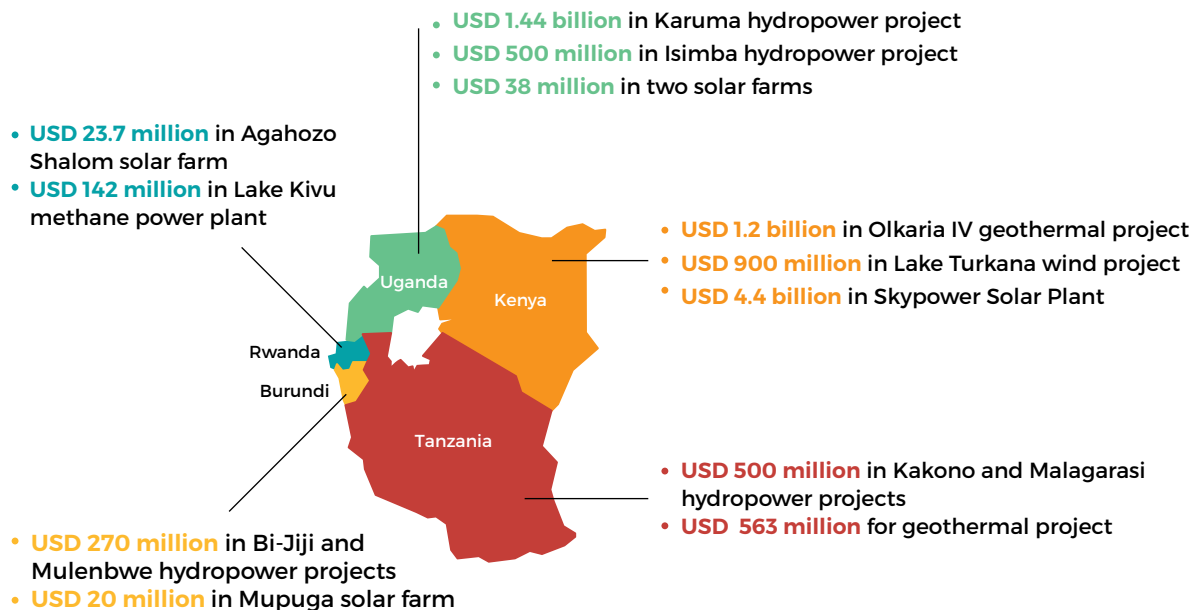 • USD 1.44 billion in Karuma hydropower project
• USD 500 million in Isimba hydropower project
• USD 38 million in two solar farms
• USD 23.7 million in Agahozo
Shalom solar farm
• USD 142 million in Lake Kivu
methane power plant
• USD 1.2 billion in Olkaria IV geothermal project
• USD 900 million in Lake Turkana wind project
• USD 4.4 billion in Skypower Solar Plant
Uganda
Kenya
Rwanda
Burundi
Tanzania
• USD 500 million in Kakono and Malagarasi
hydropower projects
• USD 563 million for geothermal project
• USD 270 million in Bi-Jiji and
Mulenbwe hydropower projects
• USD 20 million in Mupuga solar farm